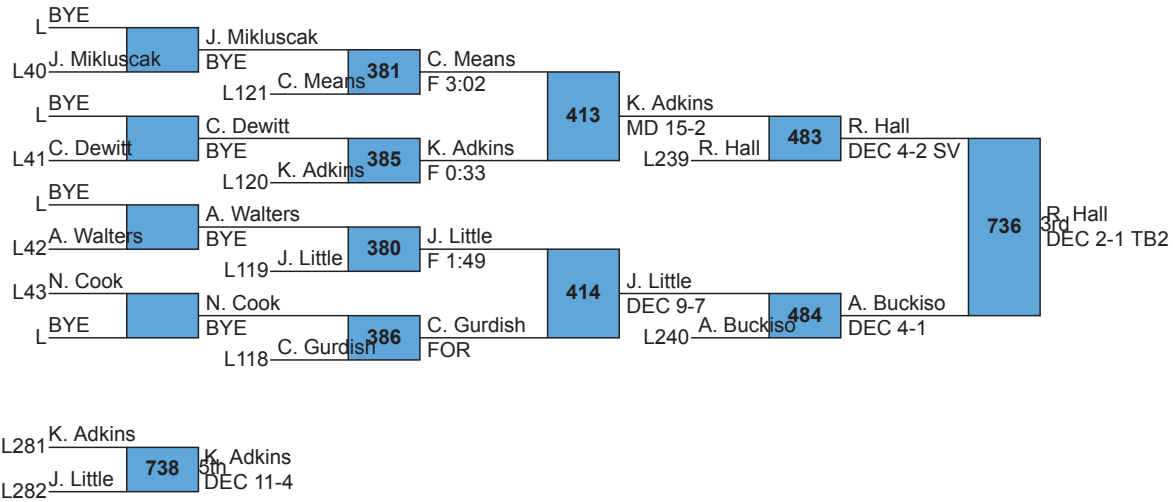 L BYE
L40 J. Mikluscak
J. Mikluscak
BYE
L121 C. Means
381
C. Means
F 3:02
L BYE
L41 C. Dewitt
C. Dewitt
BYE
L120 K. Adkins
385
K. Adkins
F 0:33
413
K. Adkins
MD 15-2
L239 R. Hall
483
R. Hall
DEC 4-2 SV
L BYE
L42 A. Walters
A. Walters
BYE
L119 J. Little
380
J. Little
F 1:49
L43 N. Cook
L BYE
N. Cook
BYE
L118 C. Gurdish
386
C. Gurdish
FOR
414
J. Little
DEC 9-7
L240 A. Buckiso
484
A. Buckiso
DEC 4-1
736
3rd
R. Hall
DEC 2-1 TB2
L281 K. Adkins
L282 J. Little
738
5th
K. Adkins
DEC 11-4